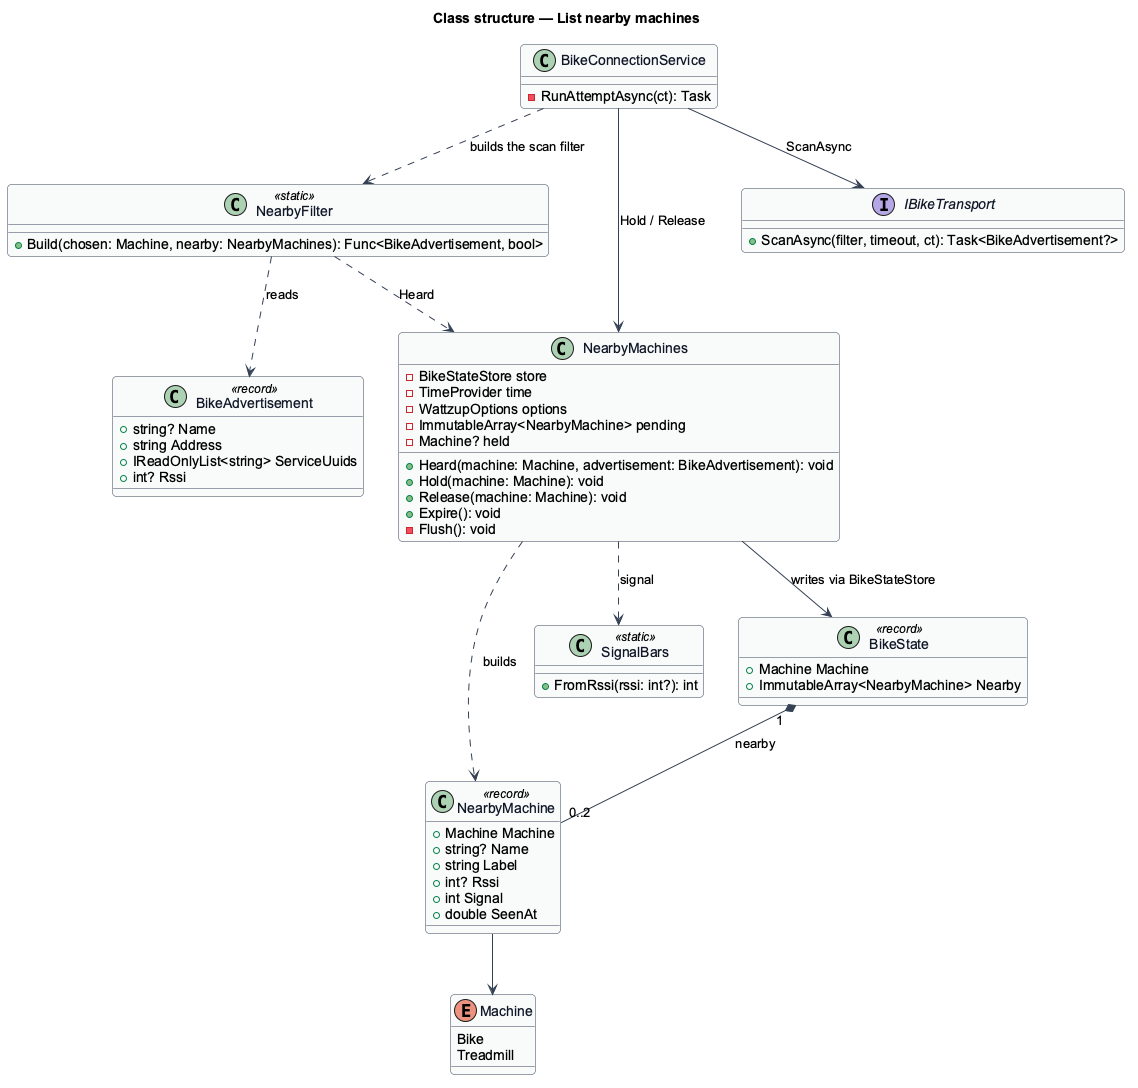 Class structure — List nearby machines
C BikeConnectionService
RunAttemptAsync(ct): Task
builds the scan filter
ScanAsync
Hold / Release
«static»
C NearbyFilter
Build(chosen: Machine, nearby: NearbyMachines): Func<BikeAdvertisement, bool>
I IBikeTransport
ScanAsync(filter, timeout, ct): Task<BikeAdvertisement?>
reads
Heard
C NearbyMachines
BikeStateStore store
TimeProvider time
WattzupOptions options
ImmutableArray<NearbyMachine> pending
Machine? held
Heard(machine: Machine, advertisement: BikeAdvertisement): void
Hold(machine: Machine): void
Release(machine: Machine): void
Expire(): void
Flush(): void
«record»
C BikeAdvertisement
string? Name
string Address
IReadOnlyList<string> ServiceUuids
int? Rssi
signal
writes via BikeStateStore
builds
«static»
C SignalBars
FromRssi(rssi: int?): int
«record»
C BikeState
Machine Machine
ImmutableArray<NearbyMachine> Nearby
1
nearby
0..2
«record»
C NearbyMachine
Machine Machine
string? Name
string Label
int? Rssi
int Signal
double SeenAt
E Machine
Bike
Treadmill